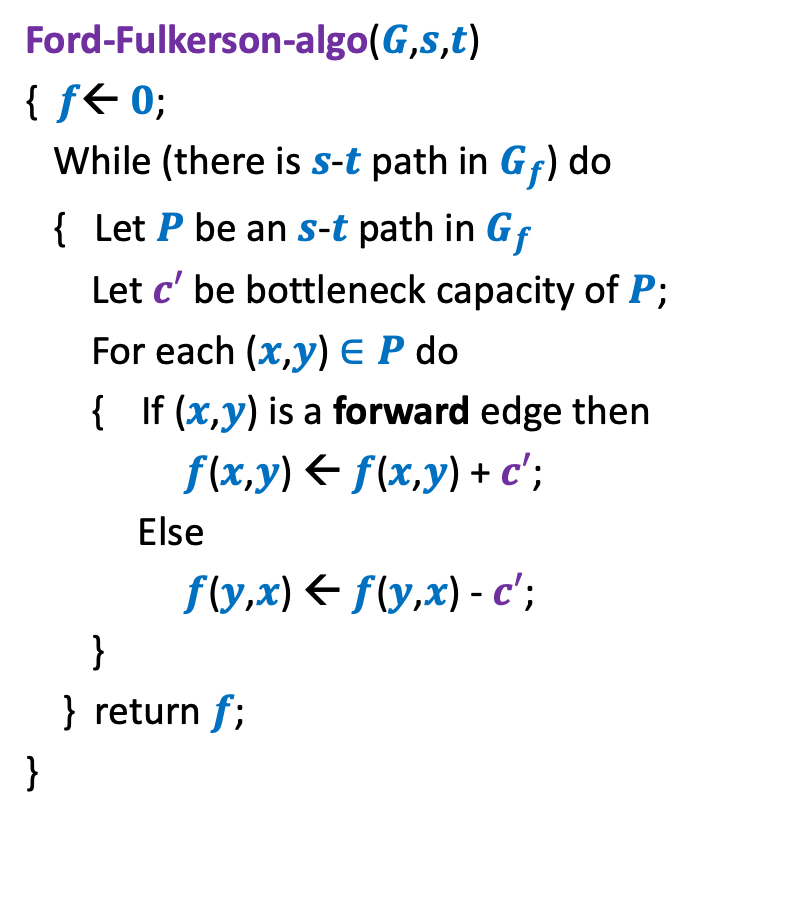 Ford-Fulkerson-algo(G,s,t)
{ f← 0;
While (there is s-t path in G_f) do
{ Let P be an s-t path in G_f
Let c′ be bottleneck capacity of P;
For each (x,y) ∈ P do
{ If (x,y) is a forward edge then
f(x,y) ← f(x,y) + c′;
Else
f(y,x) ← f(y,x) - c′;
}
} return f;
}